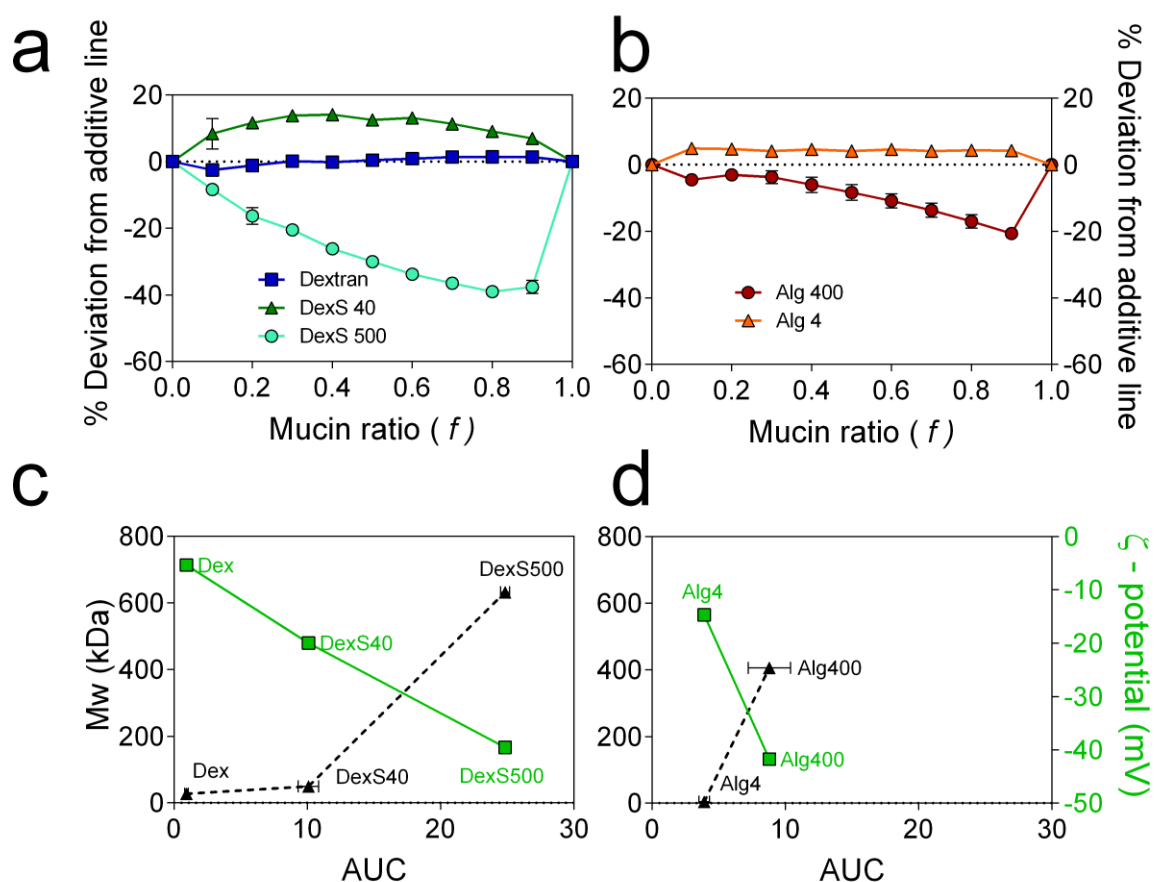 a
% Deviation from additive line
20
0
-20
-40
-60
Dextran
DexS 40
DexS 500
0.0 0.2 0.4 0.6 0.8 1.0
Mucin ratio ( f )
b
20
0
-20
-40
-60
Alg 400
Alg 4
0.0 0.2 0.4 0.6 0.8 1.0
Mucin ratio ( f )
20
0
-20
-40
-60
% Deviation from additive line
c
Mw (kDa)
800
600
400
200
0
Dex
DexS40
DexS500
Dex
DexS40
DexS500
0 10 20 30
AUC
d
800
600
400
200
0
Alg4
Alg400
Alg4
Alg400
0 10 20 30
AUC
0
-10
-20
-30
-40
-50
ζ - potential (mV)